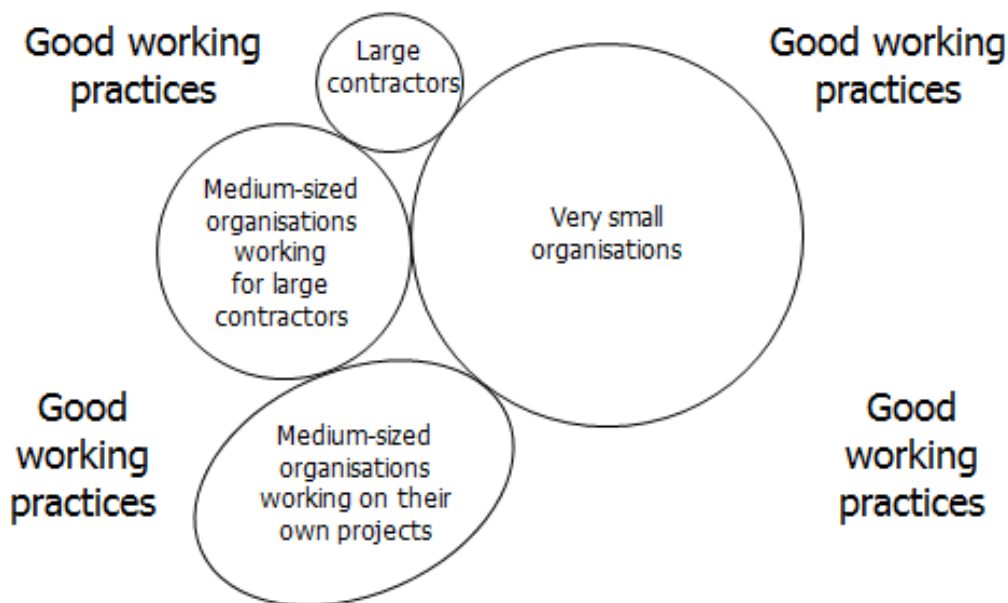 Good working
practices
Large
contractors
Good working
practices
Medium-sized
organisations
working
for large
contractors
Very small
organisations
Good
working
practices
Medium-sized
organisations
working on their
own projects
Good
working
practices